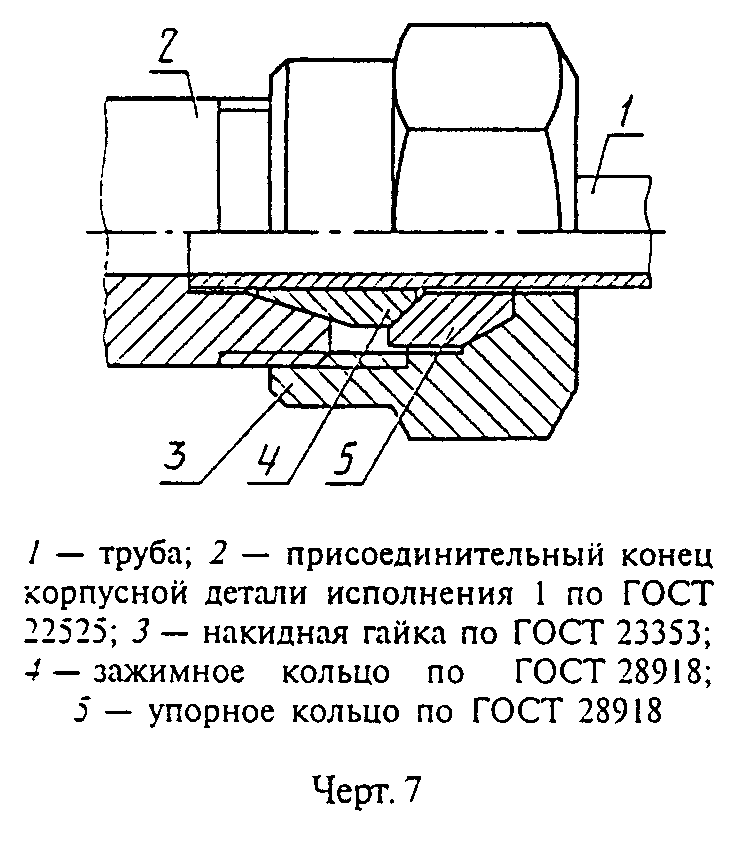 2
1
3
4
5
1 — труба; 2 — присоединительный конец
корпусной детали исполнения 1 по ГОСТ
22525; 3 — накидная гайка по ГОСТ 23353;
4 — зажимное кольцо по ГОСТ 28918;
5 — упорное кольцо по ГОСТ 28918
Черт. 7